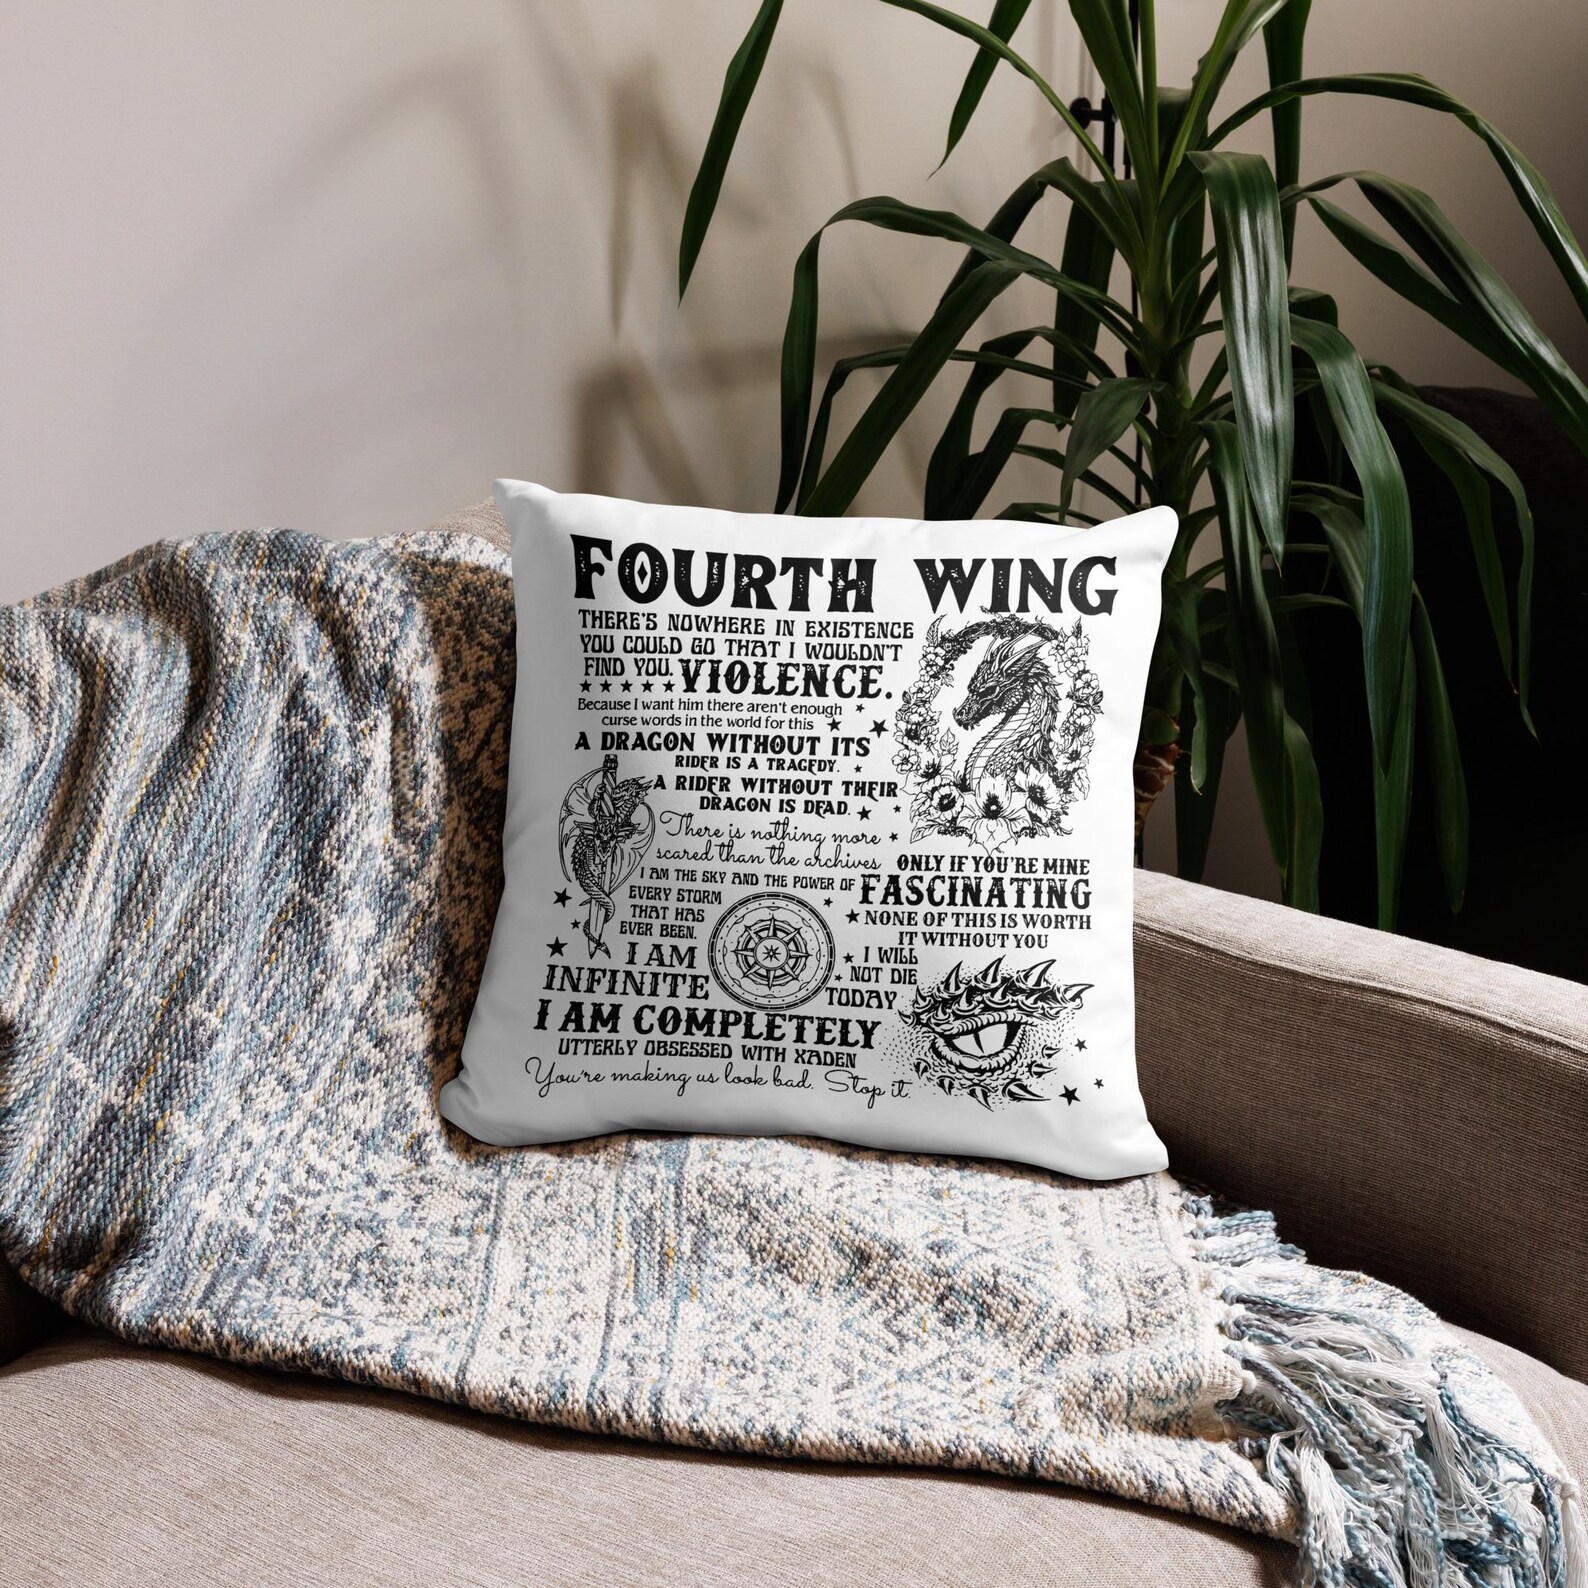 FOURTH WING
THERE'S NOWHERE IN EXISTENCE
YOU COULD GO THAT I WOULDN'T
FIND YOU. VIOLENCE.
Because I want him there aren't enough
curse words in the world for this
A DRAGON WITHOUT ITS
RIDER IS A TRAGEDY.
A RIDER WITHOUT THEIR
DRAGON IS DEAD.
There is nothing more
scared than the archives
I AM THE SKY AND THE POWER OF
EVERY STORM
THAT HAS
EVER BEEN.
I AM
INFINITE
ONLY IF YOU'RE MINE
FASCINATING
NONE OF THIS IS WORTH
IT WITHOUT YOU
I WILL
NOT DIE
TODAY
I AM COMPLETELY
UTTERLY OBSESSED WITH XADEN
You're making us look bad. Stop it.